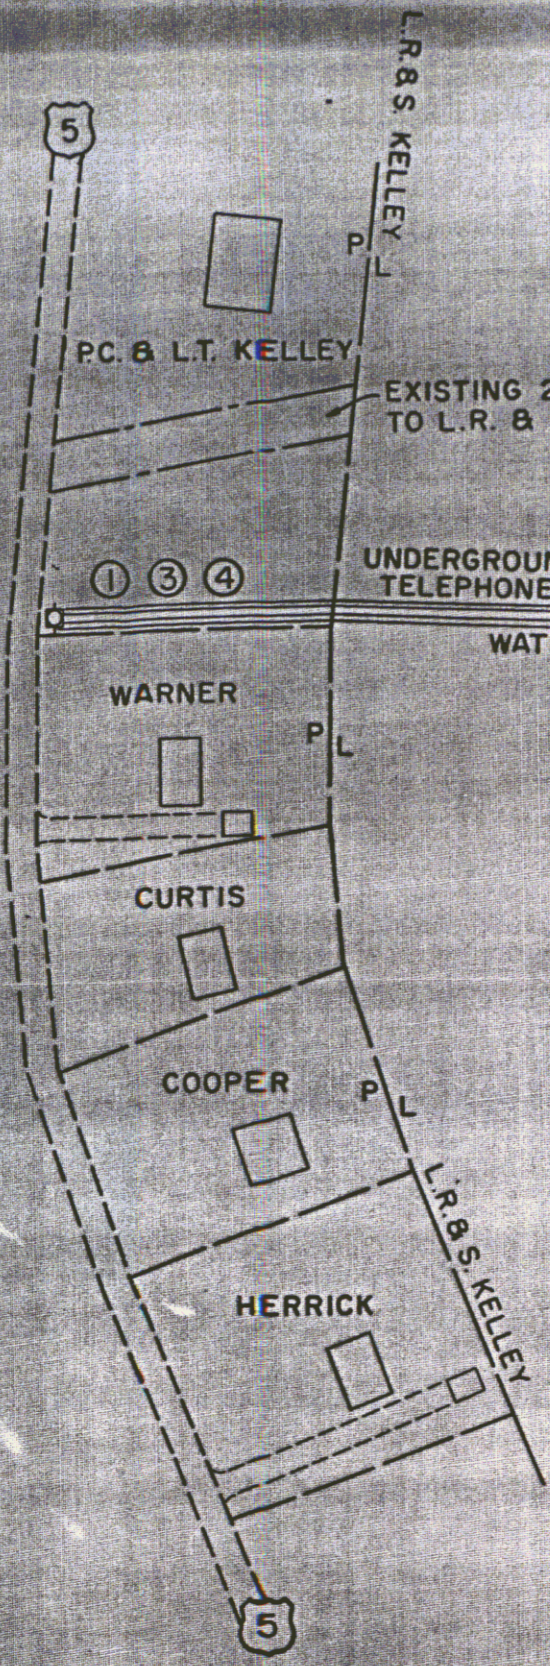 L.R.& S. KELLEY
5
P L
P.C. & L.T. KELLEY
EXISTING 2
TO L.R. &
1 3 4
UNDERGROUN
TELEPHONE
WAT
WARNER
P L
CURTIS
COOPER
P L
L.R.& S. KELLEY
HERRICK
5